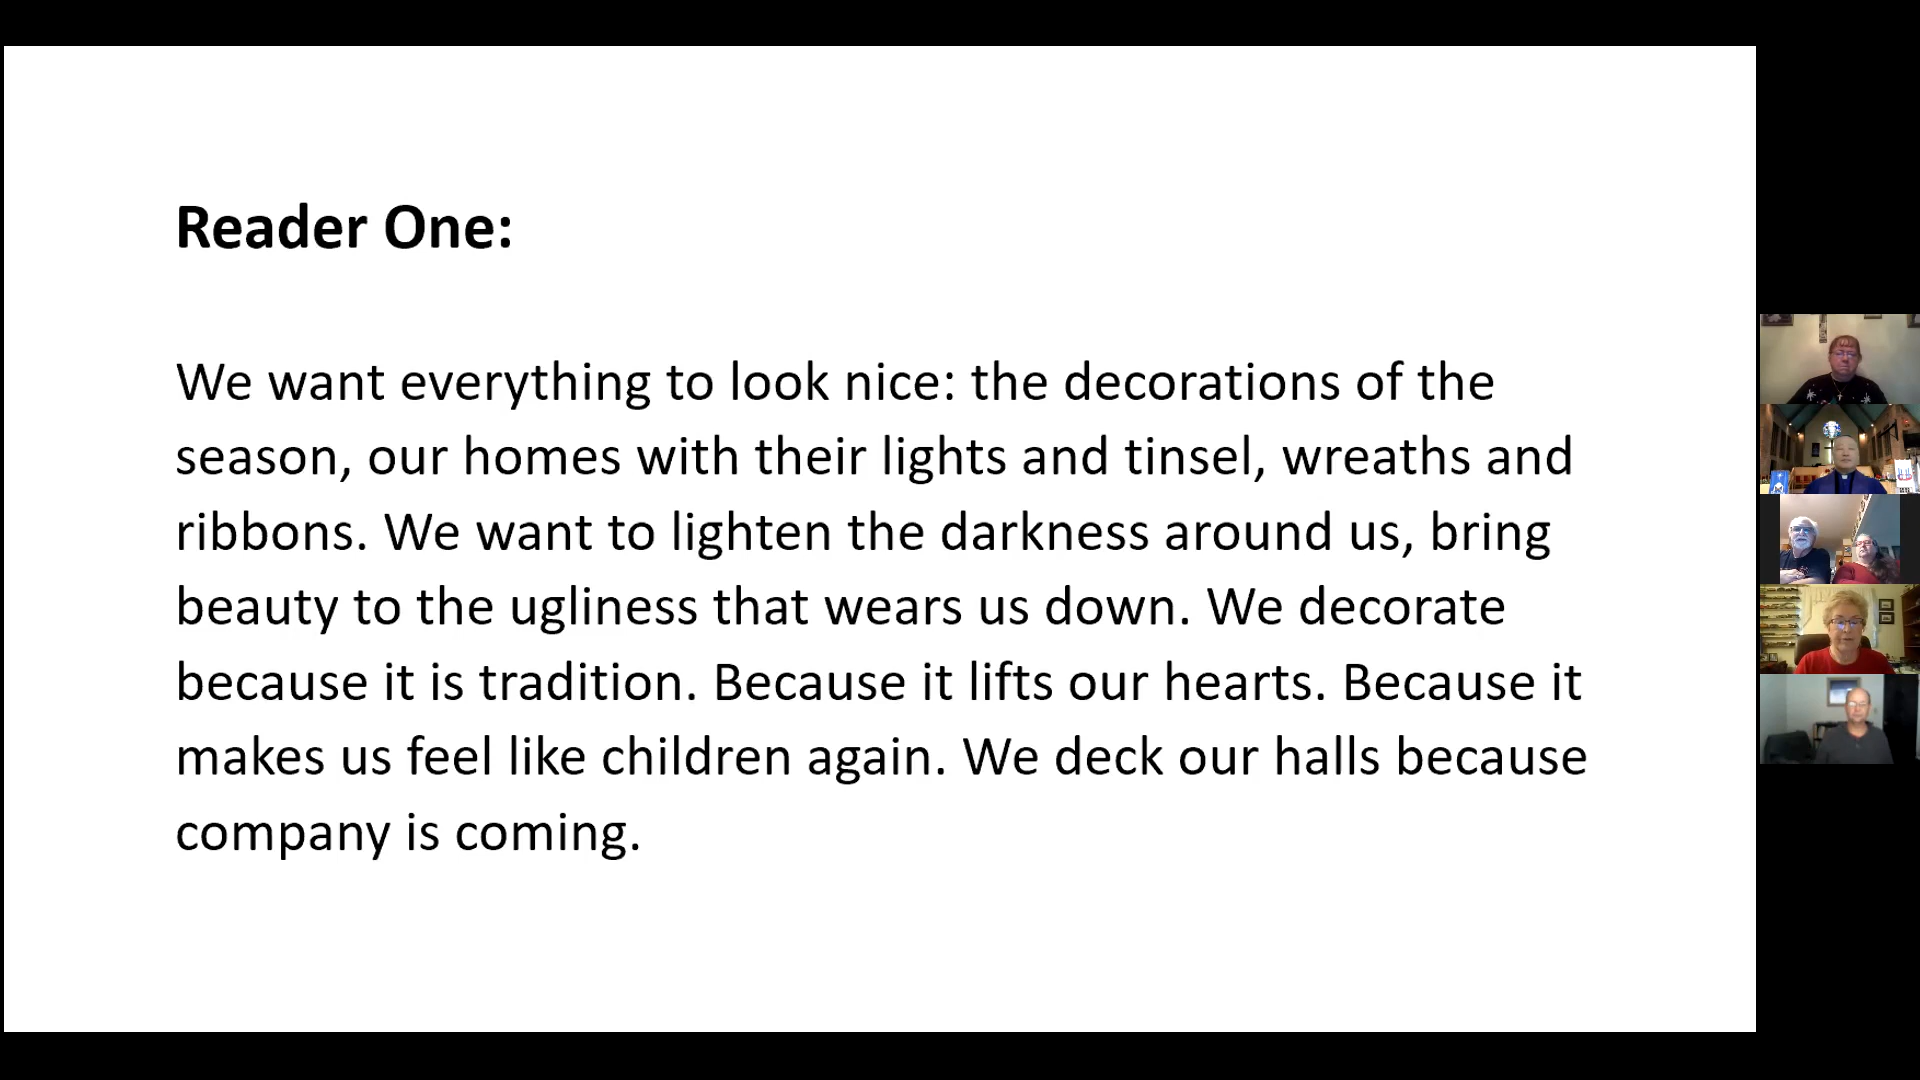 Reader One:
We want everything to look nice: the decorations of the
season, our homes with their lights and tinsel, wreaths and
ribbons. We want to lighten the darkness around us, bring
beauty to the ugliness that wears us down. We decorate
because it is tradition. Because it lifts our hearts. Because it
makes us feel like children again. We deck our halls because
company is coming.